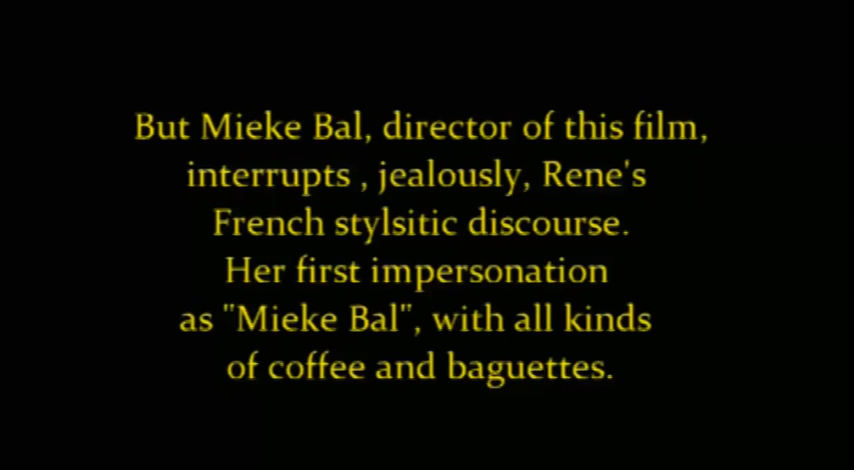 But Mieke Bal, director of this film,
interrupts , jealously, Rene's
French stylsitic discourse.
Her first impersonation
as "Mieke Bal", with all kinds
of coffee and baguettes.